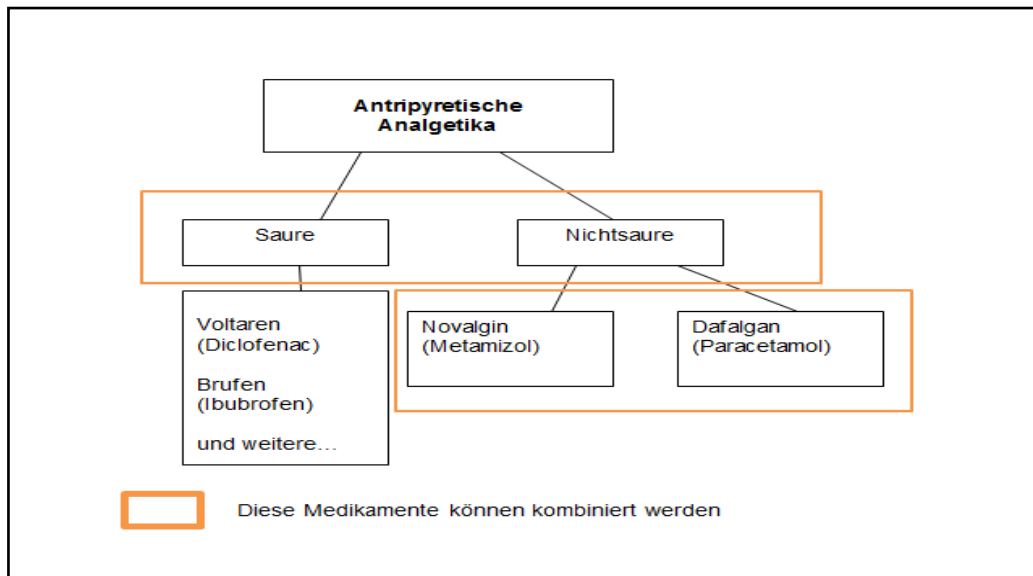 Antripyretische
Analgetika
Saure
Nichtsaure
Voltaren
(Diclofenac)
Brufen
(Ibubrofen)
und weitere...
Novalgin
(Metamizol)
Dafalgan
(Paracetamol)
Diese Medikamente können kombiniert werden